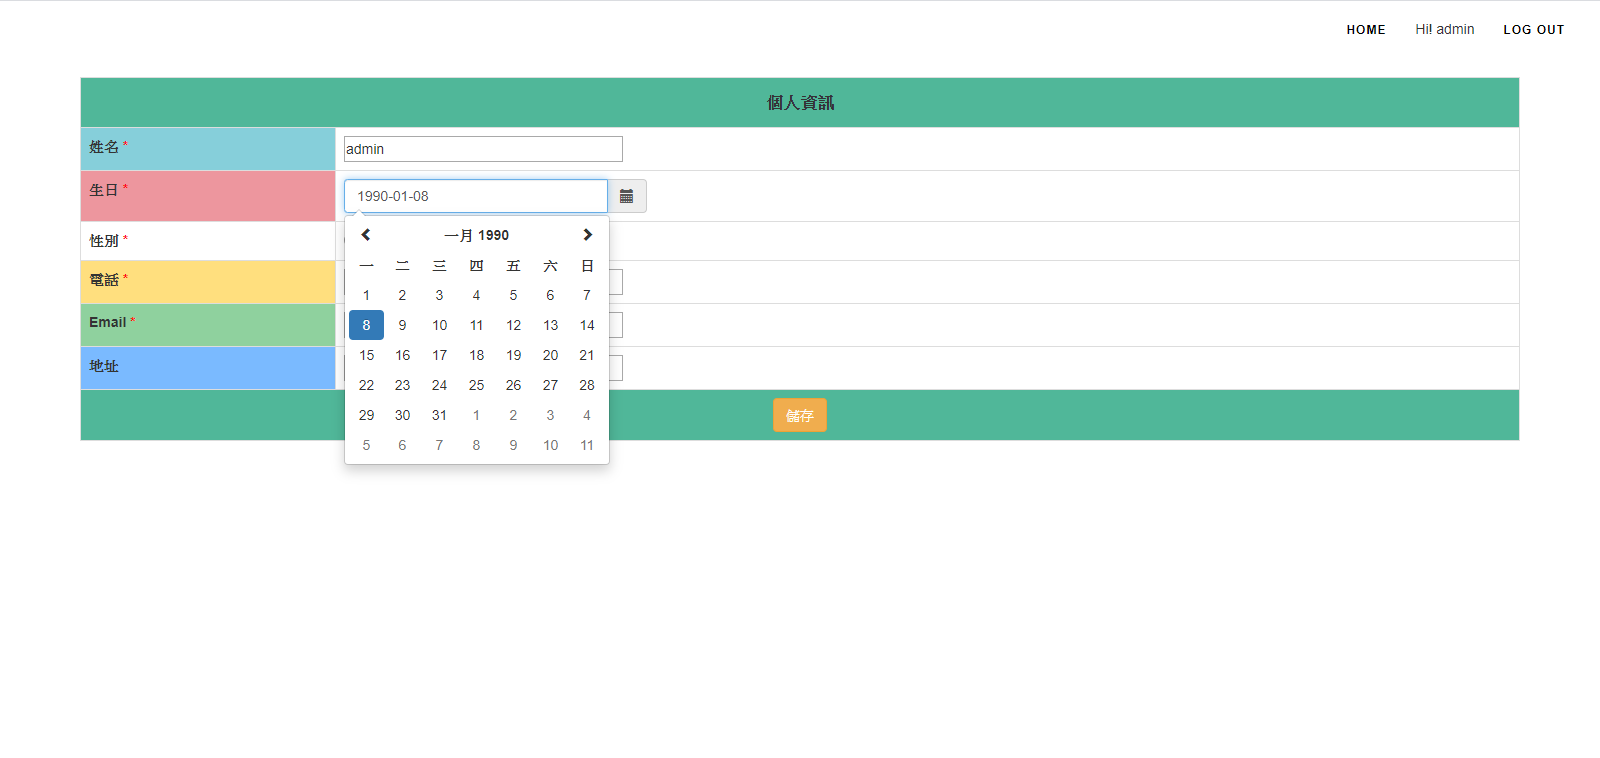 HOME Hi! admin LOG OUT
個人資訊
姓名 * admin
生日 * 1990-01-08
性別 *
電話 *
Email *
地址
一月 1990
一 二 三 四 五 六 日
1 2 3 4 5 6 7
8 9 10 11 12 13 14
15 16 17 18 19 20 21
22 23 24 25 26 27 28
29 30 31 1 2 3 4
5 6 7 8 9 10 11
儲存